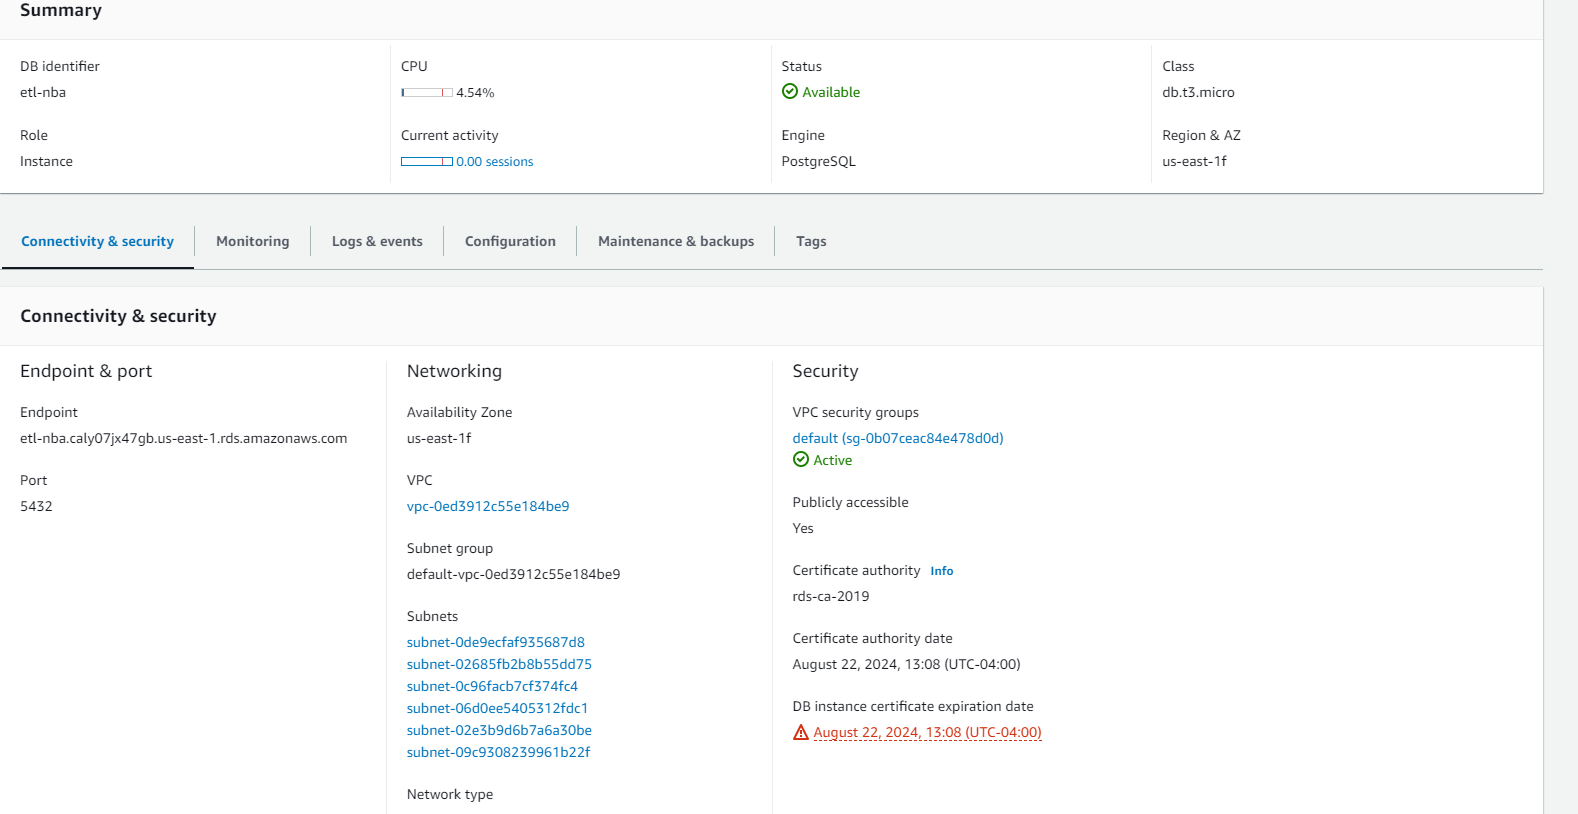 Summary
DB identifier
etl-nba
CPU
4.54%
Status
Available
Class
db.t3.micro
Role
Instance
Current activity
0.00 sessions
Engine
PostgreSQL
Region & AZ
us-east-1f
Connectivity & security
Monitoring
Logs & events
Configuration
Maintenance & backups
Tags
Connectivity & security
Endpoint & port
Endpoint
etl-nba.caly07jx47gb.us-east-1.rds.amazonaws.com
Port
5432
Networking
Availability Zone
us-east-1f
VPC
vpc-0ed3912c55e184be9
Subnet group
default-vpc-0ed3912c55e184be9
Subnets
subnet-0de9ecfaf935687d8
subnet-02685fb2b8b55dd75
subnet-0c96facb7cf374fc4
subnet-06d0ee5405312fdc1
subnet-02e3b9d6b7a6a30be
subnet-09c9308239961b22f
Network type
Security
VPC security groups
default (sg-0b07ceac84e478d0d)
Active
Publicly accessible
Yes
Certificate authority Info
rds-ca-2019
Certificate authority date
August 22, 2024, 13:08 (UTC-04:00)
DB instance certificate expiration date
August 22, 2024, 13:08 (UTC-04:00)